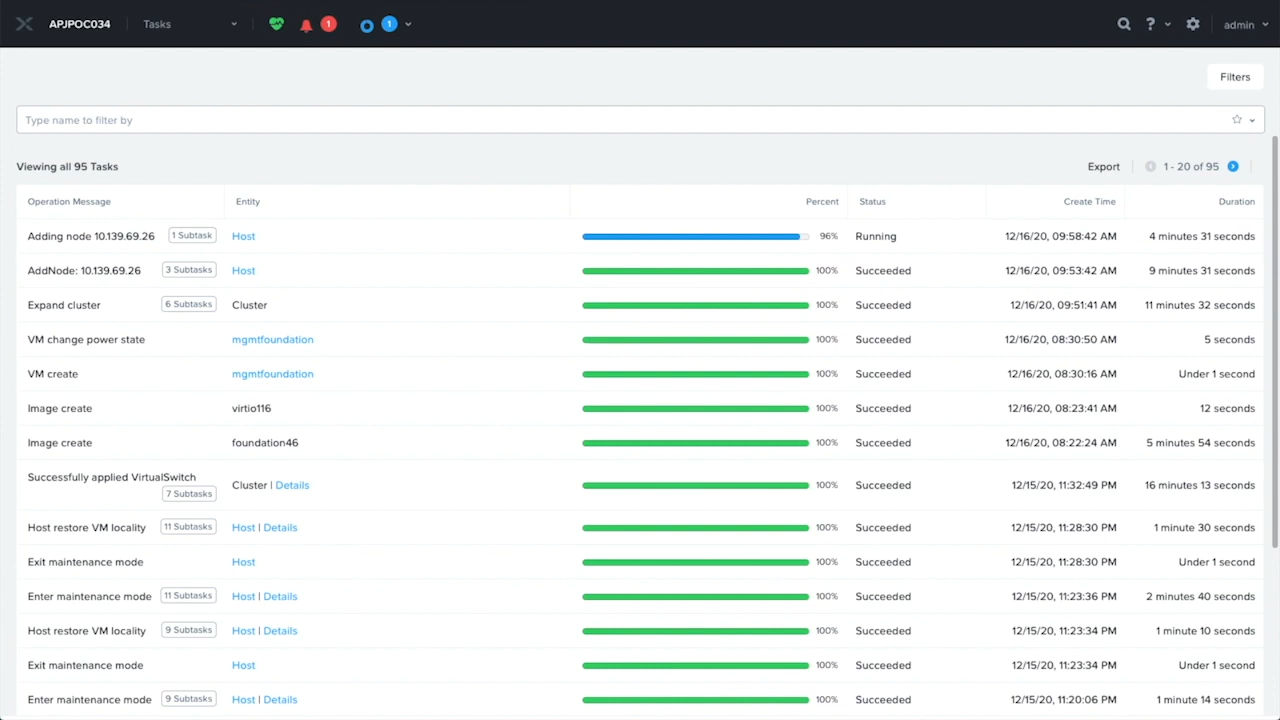 APJPOC034 Tasks 1 1 ? admin
Filters
Type name to filter by
Viewing all 95 Tasks Export 1 - 20 of 95
Operation Message Entity Percent Status Create Time Duration
Adding node 10.139.69.26 1 Subtask Host 96% Running 12/16/20, 09:58:42 AM 4 minutes 31 seconds
AddNode: 10.139.69.26 3 Subtasks Host 100% Succeeded 12/16/20, 09:53:42 AM 9 minutes 31 seconds
Expand cluster 6 Subtasks Cluster 100% Succeeded 12/16/20, 09:51:41 AM 11 minutes 32 seconds
VM change power state mgmtfoundation 100% Succeeded 12/16/20, 08:30:50 AM 5 seconds
VM create mgmtfoundation 100% Succeeded 12/16/20, 08:30:16 AM Under 1 second
Image create virtio116 100% Succeeded 12/16/20, 08:23:41 AM 12 seconds
Image create foundation46 100% Succeeded 12/16/20, 08:22:24 AM 5 minutes 54 seconds
Successfully applied VirtualSwitch
7 Subtasks Cluster | Details 100% Succeeded 12/15/20, 11:32:49 PM 16 minutes 13 seconds
Host restore VM locality 11 Subtasks Host | Details 100% Succeeded 12/15/20, 11:28:30 PM 1 minute 30 seconds
Exit maintenance mode Host 100% Succeeded 12/15/20, 11:28:30 PM Under 1 second
Enter maintenance mode 11 Subtasks Host | Details 100% Succeeded 12/15/20, 11:23:36 PM 2 minutes 40 seconds
Host restore VM locality 9 Subtasks Host | Details 100% Succeeded 12/15/20, 11:23:34 PM 1 minute 10 seconds
Exit maintenance mode Host 100% Succeeded 12/15/20, 11:23:34 PM Under 1 second
Enter maintenance mode 9 Subtasks Host | Details 100% Succeeded 12/15/20, 11:20:06 PM 1 minute 14 seconds